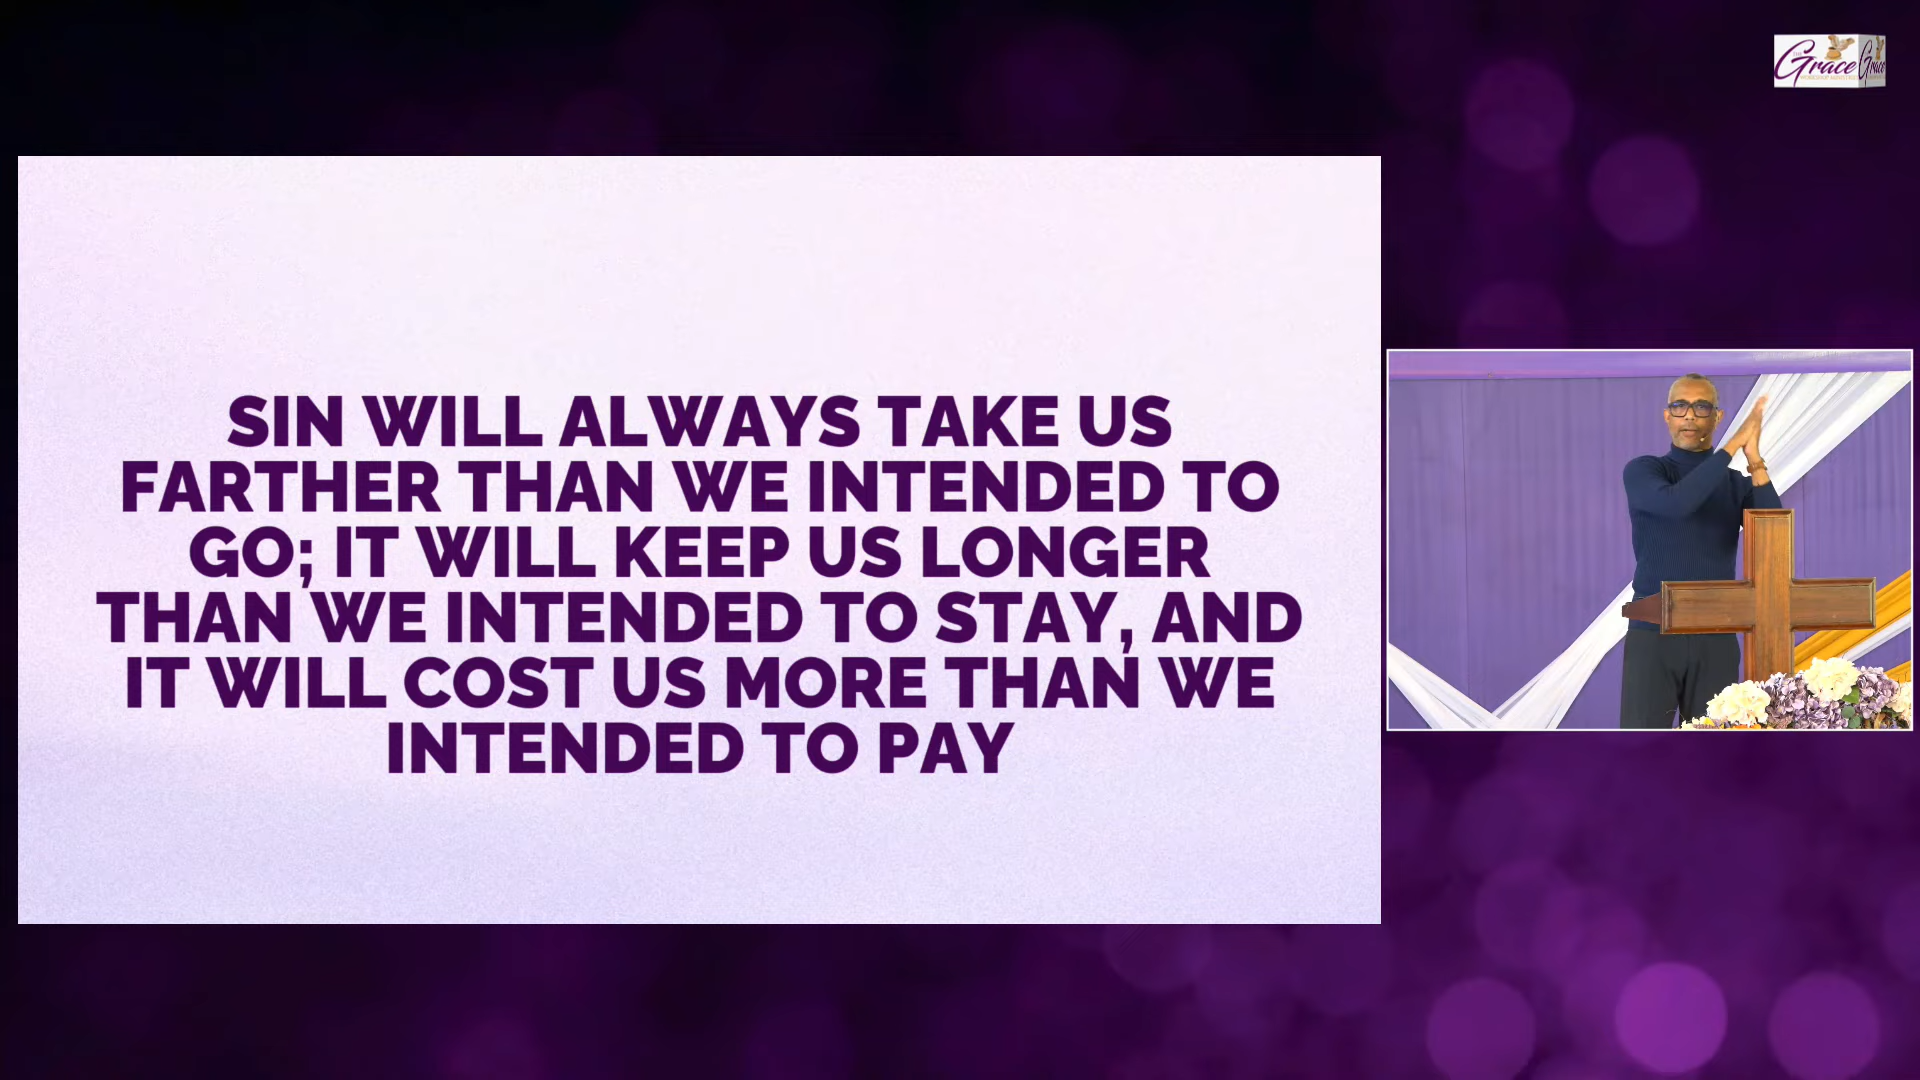 Grace
SIN WILL ALWAYS TAKE US
FARTHER THAN WE INTENDED TO
GO; IT WILL KEEP US LONGER
THAN WE INTENDED TO STAY, AND
IT WILL COST US MORE THAN WE
INTENDED TO PAY